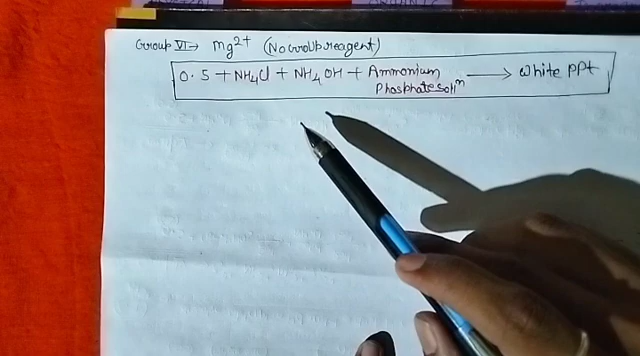 Group VI → Mg2+ (No group reagent)
O.S + NH4Cl + NH4OH + Ammonium Phosphate soln → white ppt